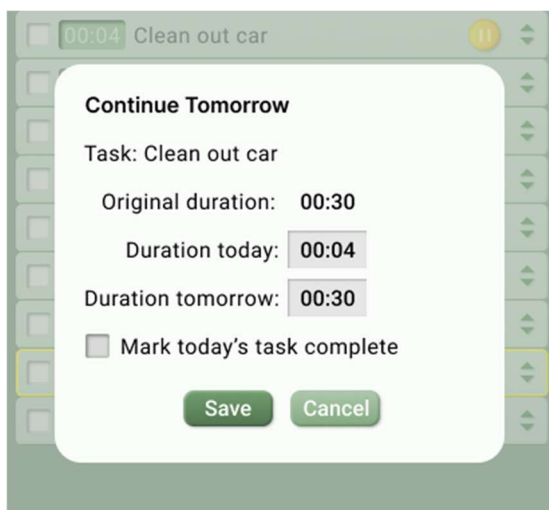 00:04 Clean out car
Continue Tomorrow
Task: Clean out car
Original duration: 00:30
Duration today: 00:04
Duration tomorrow: 00:30
Mark today's task complete
Save Cancel